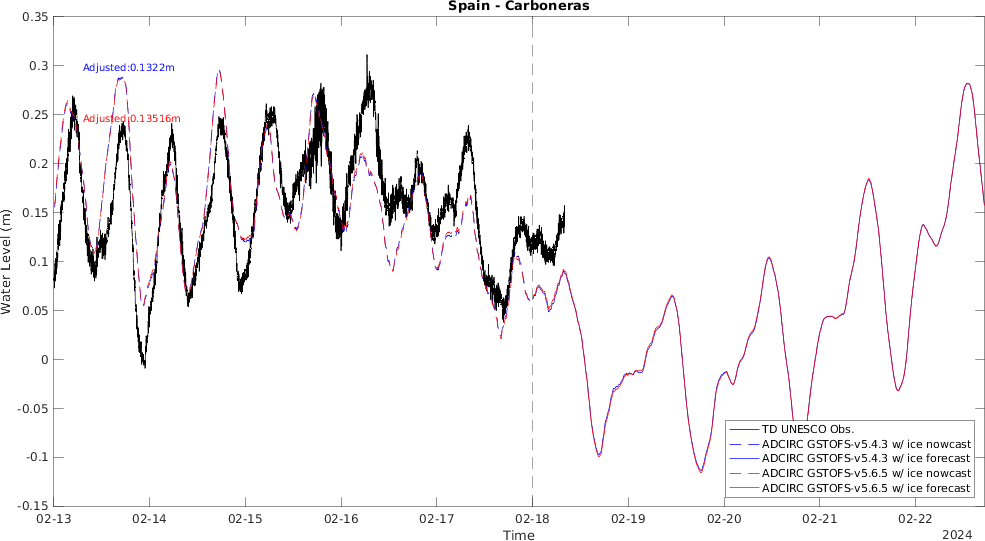 Spain - Carboneras
0.35
0.3
0.25
0.2
0.15
0.1
0.05
0
-0.05
-0.1
-0.15
Water Level (m)
Adjusted:0.1322m
Adjusted:0.13516m
TD UNESCO Obs.
ADCIRC GSTOFS-v5.4.3 w/ ice nowcast
ADCIRC GSTOFS-v5.4.3 w/ ice forecast
ADCIRC GSTOFS-v5.6.5 w/ ice nowcast
ADCIRC GSTOFS-v5.6.5 w/ ice forecast
02-13 02-14 02-15 02-16 02-17 02-18 02-19 02-20 02-21 02-22
Time
2024